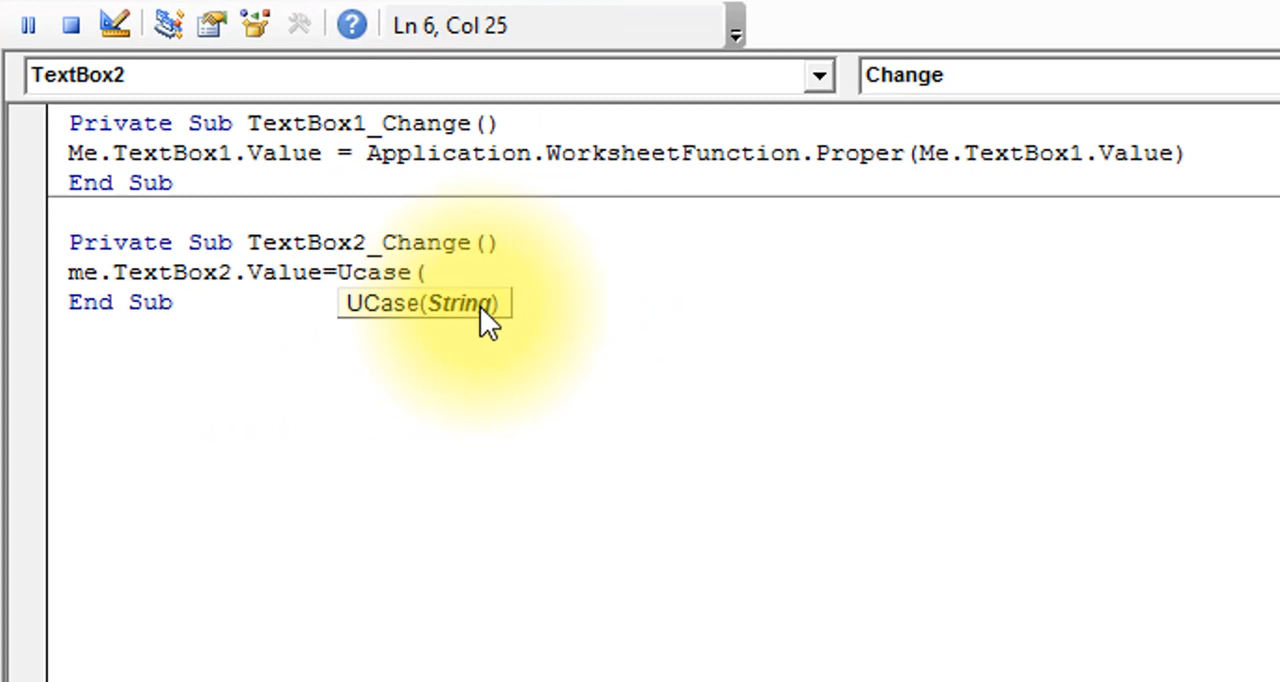 Ln 6, Col 25
TextBox2
Change
Private Sub TextBox1_Change()
Me.TextBox1.Value = Application.WorksheetFunction.Proper(Me.TextBox1.Value)
End Sub
Private Sub TextBox2_Change()
me.TextBox2.Value=Ucase(
End Sub
UCase(String)